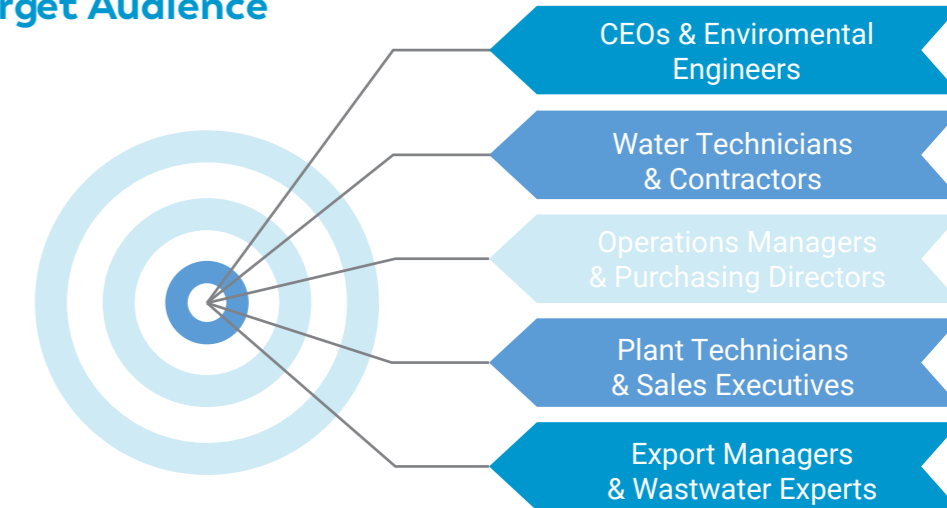 rget Audience
CEOs & Enviromental
Engineers
Water Technicians
& Contractors
Operations Managers
& Purchasing Directors
Plant Technicians
& Sales Executives
Export Managers
& Wastwater Experts